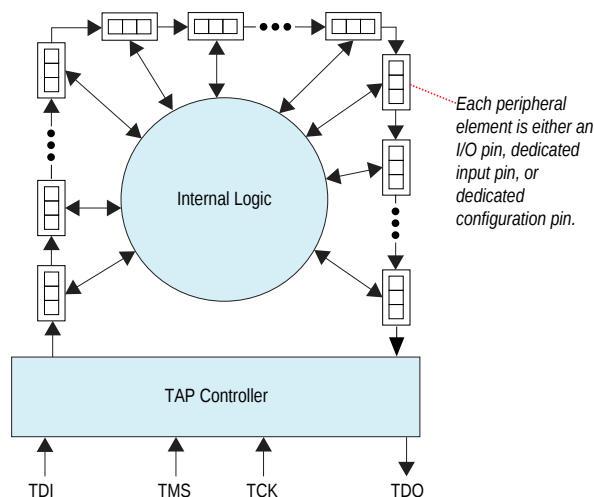 Each peripheral
element is either an
I/O pin, dedicated
input pin, or
dedicated
configuration pin.
Internal Logic
TAP Controller
TDI
TMS
TCK
TDO